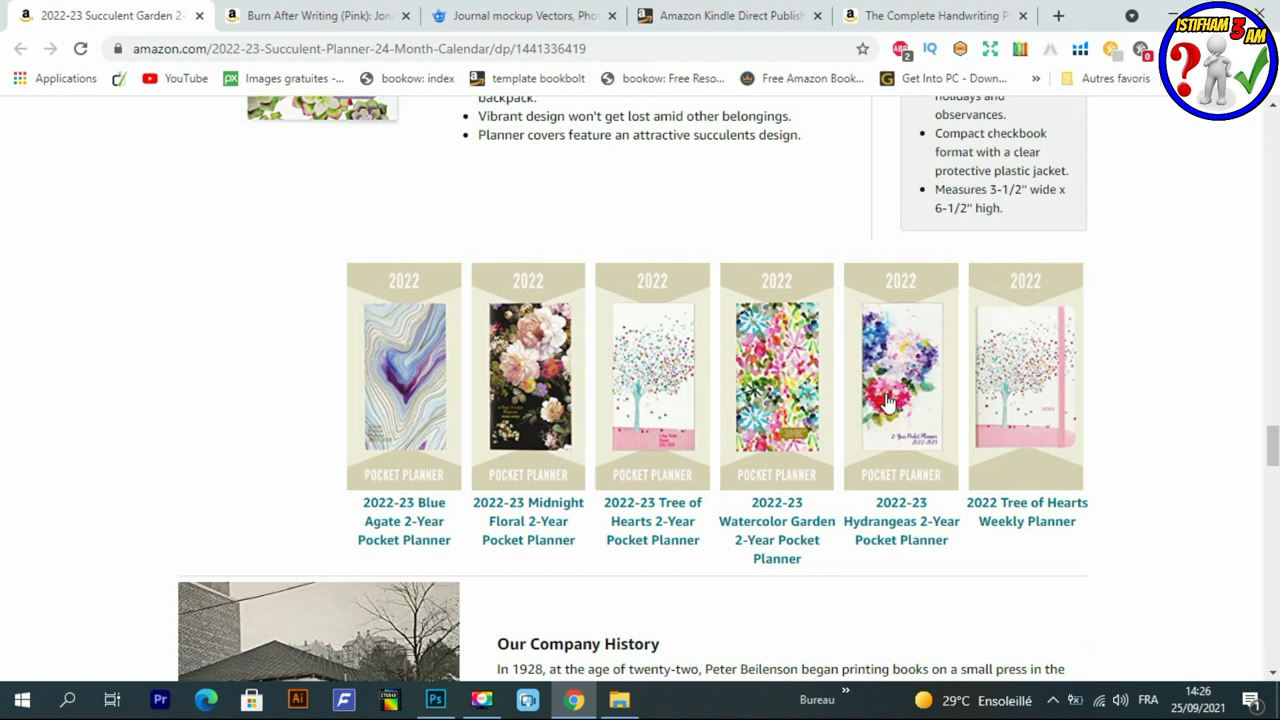 2022-23 Succulent Garden 2-
Burn After Writing (Pink): Jon
Journal mockup Vectors, Pho
Amazon Kindle Direct Publish
The Complete Handwriting P
amazon.com/2022-23-Succulent-Planner-24-Month-Calendar/dp/1441336419
Applications
YouTube
Images gratuites -...
bookow: index
template bookbolt
bookow: Free Reso...
Free Amazon Book...
Get Into PC - Down...
Autres favoris
ISTIFHAM 3 AM
backpack.
Vibrant design won't get lost amid other belongings.
Planner covers feature an attractive succulents design.
holidays and
observances.
Compact checkbook
format with a clear
protective plastic jacket.
Measures 3-1/2" wide x
6-1/2" high.
2022 2022 2022 2022 2022 2022
POCKET PLANNER POCKET PLANNER POCKET PLANNER POCKET PLANNER POCKET PLANNER
2022-23 Blue
Agate 2-Year
Pocket Planner
2022-23 Midnight
Floral 2-Year
Pocket Planner
2022-23 Tree of
Hearts 2-Year
Pocket Planner
2022-23
Watercolor Garden
2-Year Pocket
Planner
2022-23
Hydrangeas 2-Year
Pocket Planner
2022 Tree of Hearts
Weekly Planner
Our Company History
In 1928, at the age of twenty-two, Peter Beilenson began printing books on a small press in the
Bureau
29°C Ensoleillé
FRA
14:26
25/09/2021